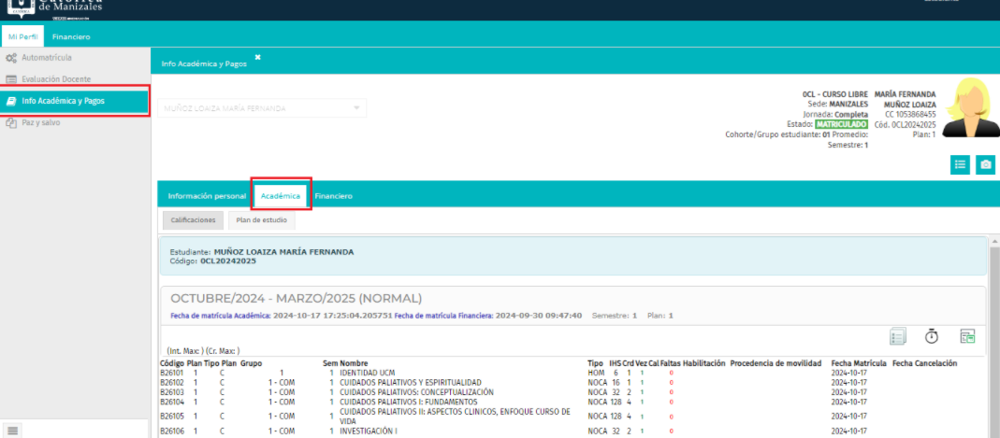 de Manizales
Mi Perfil Financiero
Automatrícula
Evaluación Docente
Info Académica y Pagos
Paz y salvo
Info Académica y Pagos ×
MUÑOZ LOAIZA MARÍA FERNANDA
0CL - CURSO LIBRE MARÍA FERNANDA
Sede: MANIZALES MUÑOZ LOAIZA
Jornada: Completa CC 1053868455
Estado: MATRICULADO Cód. 0CL20242025
Cohorte/Grupo estudiante: 01 Promedio: Plan: 1
Semestre: 1
Información personal Académica Financiero
Calificaciones Plan de estudio
Estudiante: MUÑOZ LOAIZA MARÍA FERNANDA
Código: 0CL20242025
OCTUBRE/2024 - MARZO/2025 (NORMAL)
Fecha de matrícula Académica: 2024-10-17 17:25:04.205751 Fecha de matrícula Financiera: 2024-09-30 09:47:40 Semestre: 1 Plan: 1
(Int. Max: ) (Cr. Max: )
Código Plan Tipo Plan Grupo Sem Nombre Tipo IHS Crd Vez Cal Faltas Habilitación Procedencia de movilidad Fecha Matrícula Fecha Cancelación
B26101 1 C 1 1 IDENTIDAD UCM HOM 6 1 1 0 2024-10-17
B26102 1 C 1 - COM 1 CUIDADOS PALIATIVOS Y ESPIRITUALIDAD NOCA 16 1 1 0 2024-10-17
B26103 1 C 1 - COM 1 CUIDADOS PALIATIVOS: CONCEPTUALIZACIÓN NOCA 32 2 1 0 2024-10-17
B26104 1 C 1 - COM 1 CUIDADOS PALIATIVOS I: FUNDAMENTOS NOCA 128 4 1 0 2024-10-17
B26105 1 C 1 - COM 1 CUIDADOS PALIATIVOS II: ASPECTOS CLINICOS, ENFOQUE CURSO DE VIDA NOCA 128 4 1 0 2024-10-17
B26106 1 C 1 - COM 1 INVESTIGACIÓN I NOCA 32 2 1 0 2024-10-17